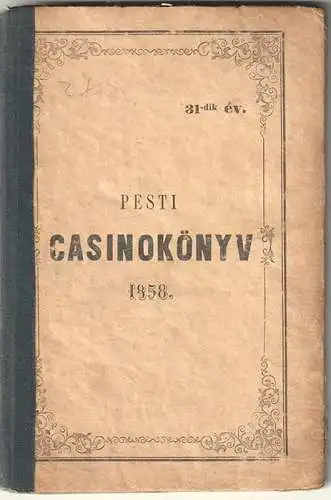 31-dik év.
PESTI
CASINOKÖNYV
1858.